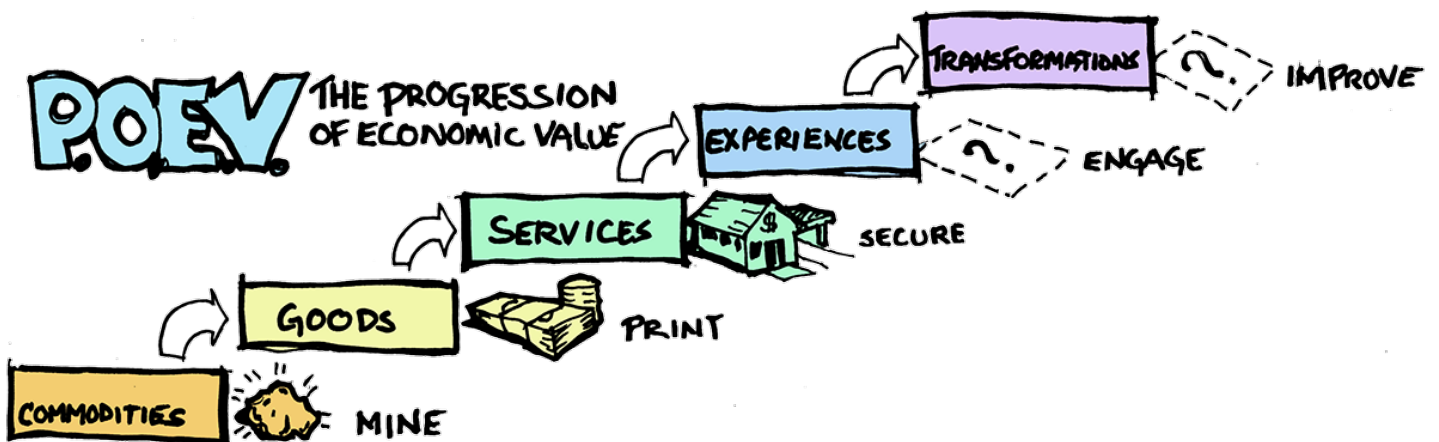 P.O.E.V.
THE PROGRESSION
OF ECONOMIC VALUE
TRANSFORMATIONS
?.
IMPROVE
EXPERIENCES
?.
ENGAGE
SERVICES
$
SECURE
GOODS
PRINT
COMMODITIES
MINE